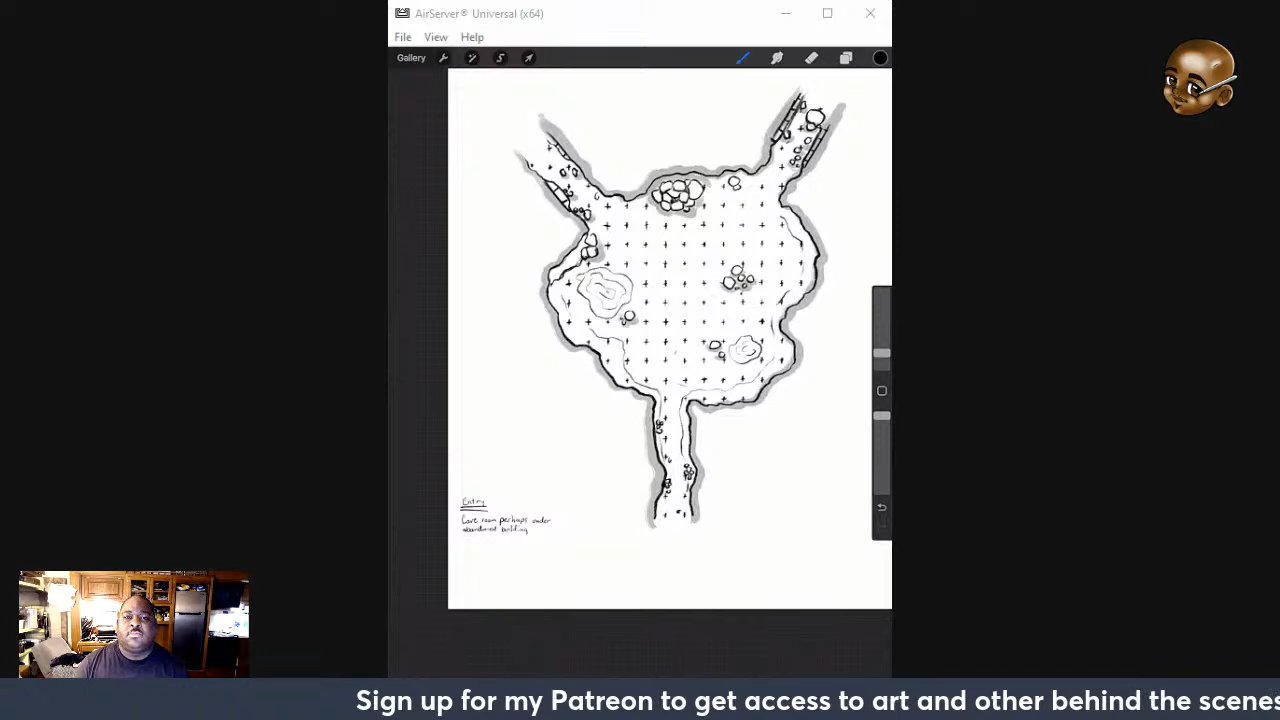 AirServer® Universal (x64)
File View Help
Gallery
Entry
Cave room perhaps under
abandoned building
Sign up for my Patreon to get access to art and other behind the scenes